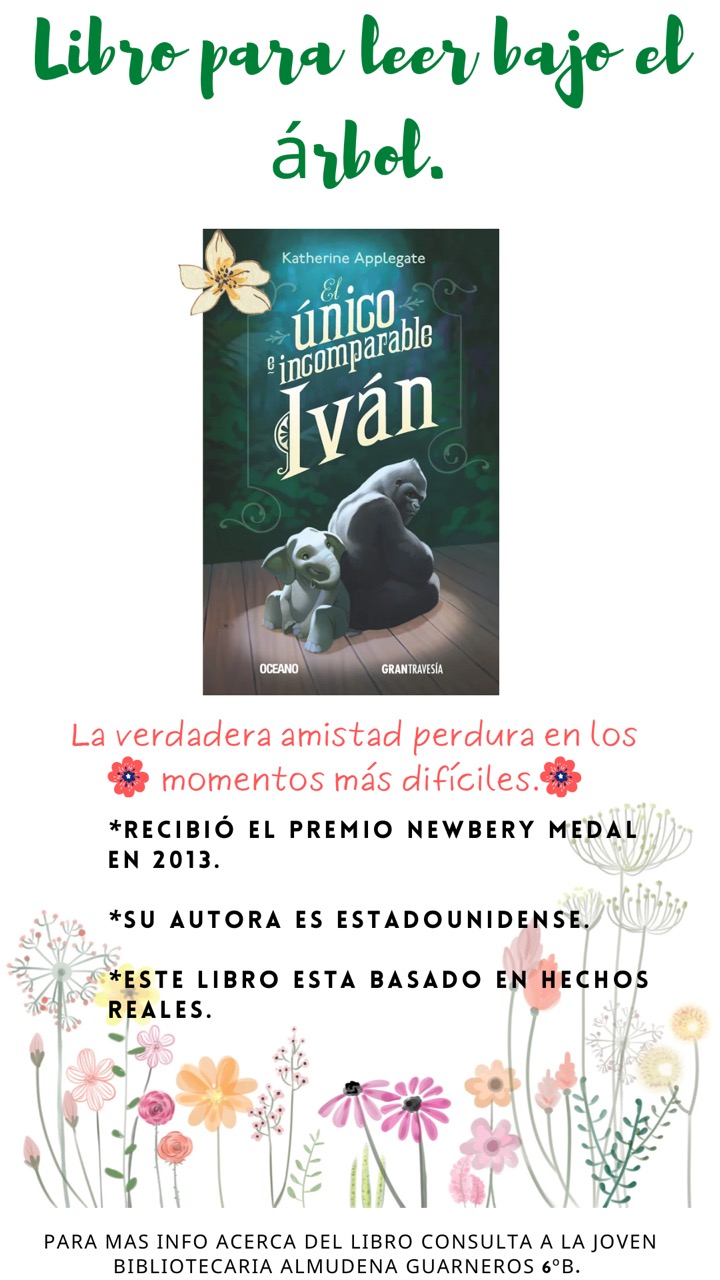 Libro para leer bajo el
árbol.
Katherine Applegate
El
único
e incomparable
Iván
OCEANO
GRANTRAVESÍA
La verdadera amistad perdura en los
momentos más difíciles.
*RECIBIÓ EL PREMIO NEWBERY MEDAL
EN 2013.
*SU AUTORA ES ESTADOUNIDENSE.
*ESTE LIBRO ESTA BASADO EN HECHOS
REALES.
PARA MAS INFO ACERCA DEL LIBRO CONSULTA A LA JOVEN
BIBLIOTECARIA ALMUDENA GUARNEROS 6ºB.